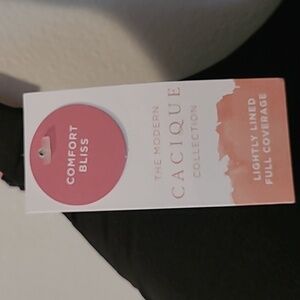 COMFORT
BLISS
THE MODERN
CACIQUE
COLLECTION
LIGHTLY LINED
FULL COVERAGE